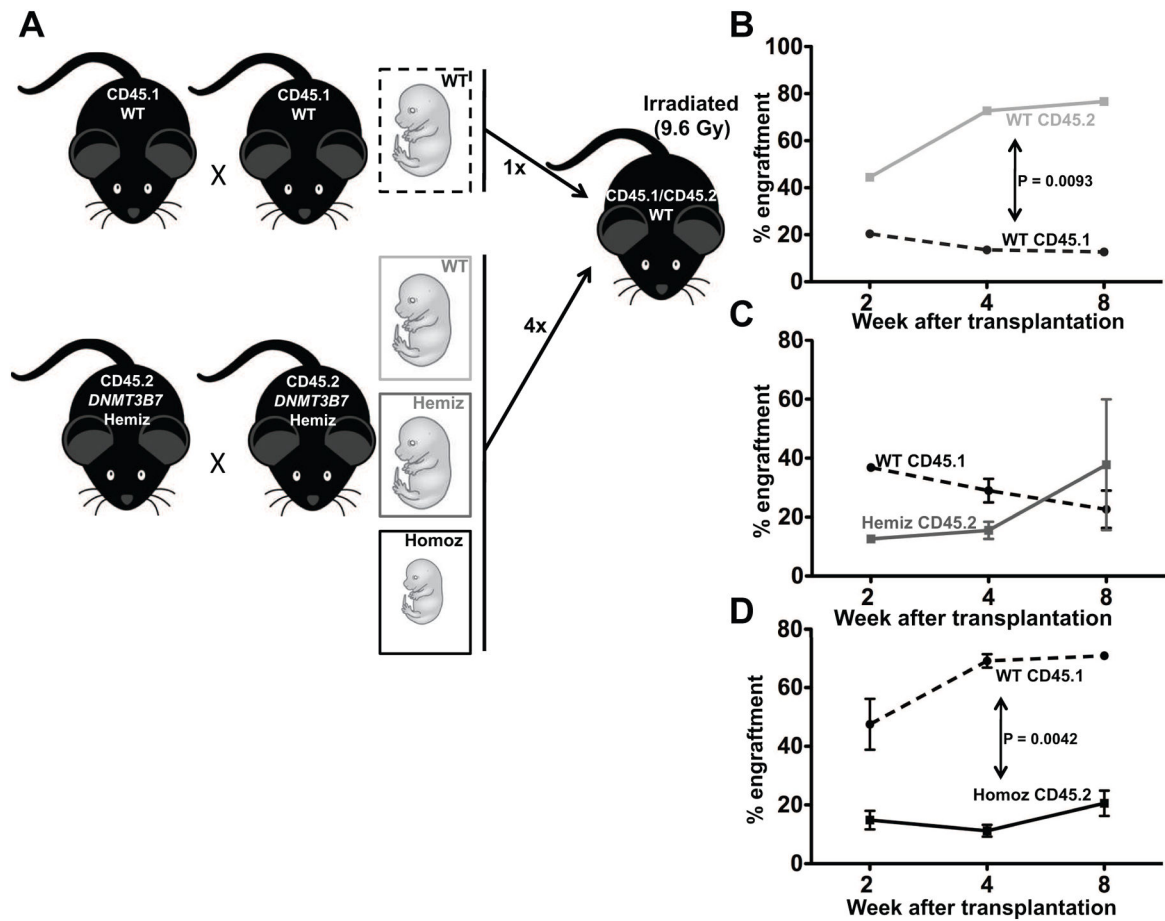 A
CD45.1
WT
X
CD45.1
WT
WT
1x
Irradiated
(9.6 Gy)
CD45.1/CD45.2
WT
CD45.2
DNMT3B7
Hemiz
X
CD45.2
DNMT3B7
Hemiz
WT
Hemiz
Homoz
4x
B
% engraftment
100
80
60
40
20
0
WT CD45.2
P = 0.0093
WT CD45.1
2 4 8
Week after transplantation
C
% engraftment
80
60
40
20
0
WT CD45.1
Hemiz CD45.2
2 4 8
Week after transplantation
D
% engraftment
80
60
40
20
0
WT CD45.1
P = 0.0042
Homoz CD45.2
2 4 8
Week after transplantation